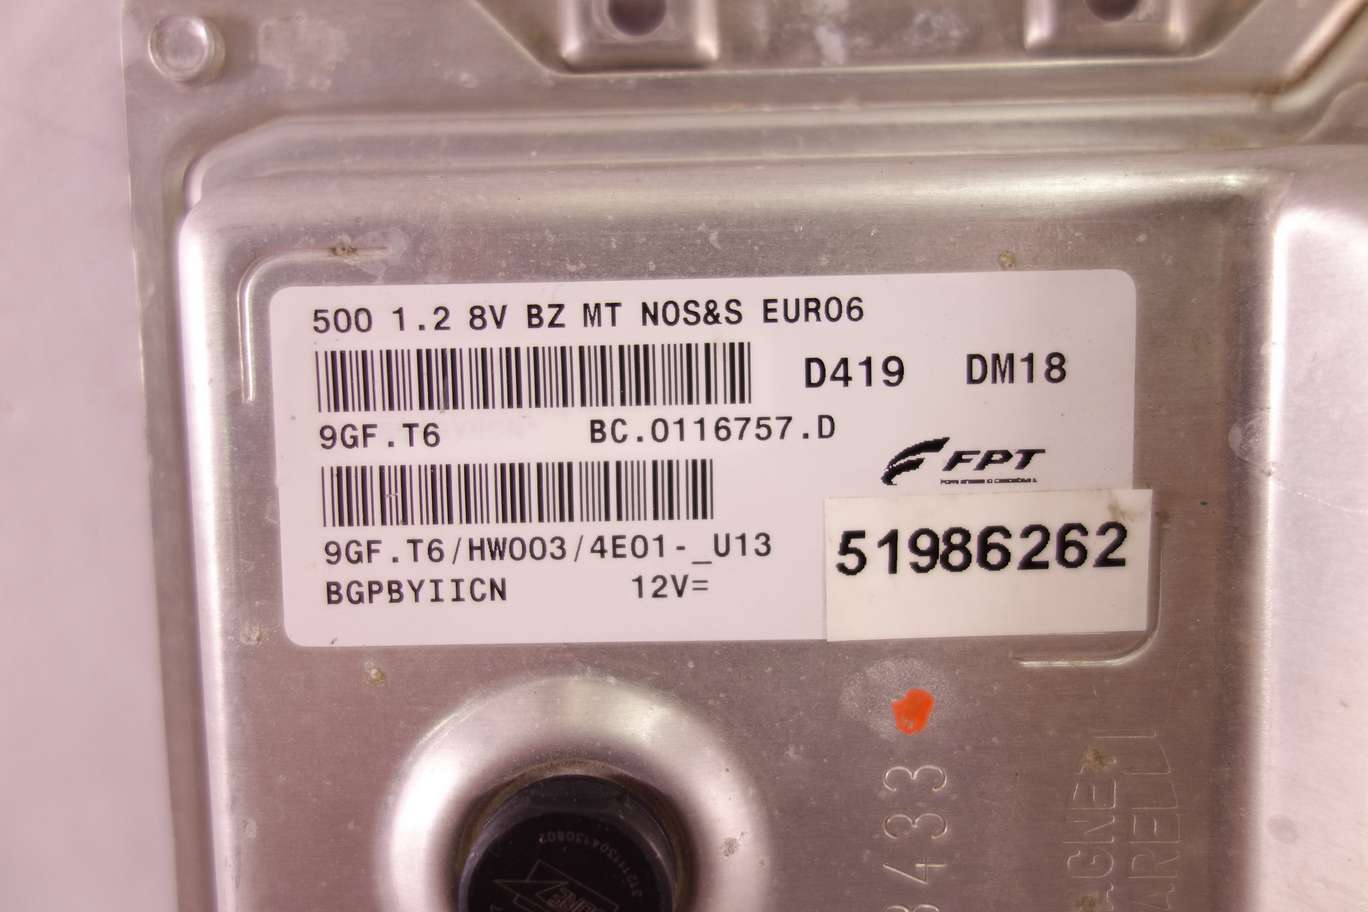 500 1.2 8V BZ MT NOS&S EURO6
D419 DM18
9GF.T6 BC.0116757.D
FPT
9GF.T6/HW003/4E01-_U13
51986262
BGPBYIICN 12V=
3433